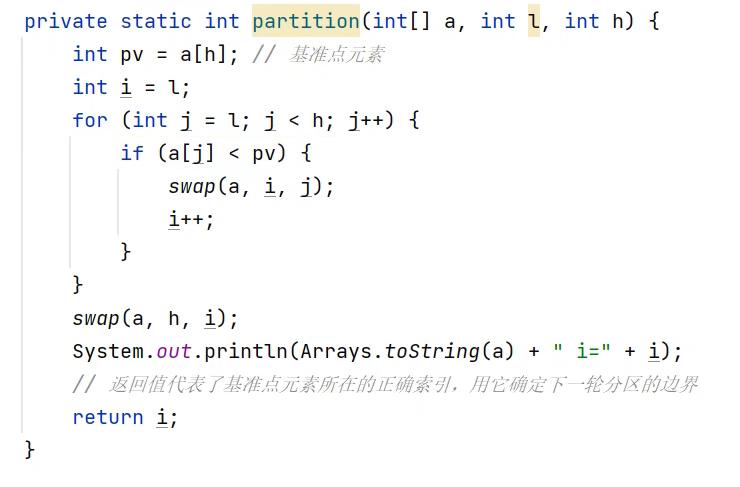 private static int partition(int[] a, int l, int h) {
    int pv = a[h]; // 基准点元素
    int i = l;
    for (int j = l; j < h; j++) {
        if (a[j] < pv) {
            swap(a, i, j);
            i++;
        }
    }
    swap(a, h, i);
    System.out.println(Arrays.toString(a) + " i=" + i);
    // 返回值代表了基准点元素所在的正确索引，用它确定下一轮分区的边界
    return i;
}